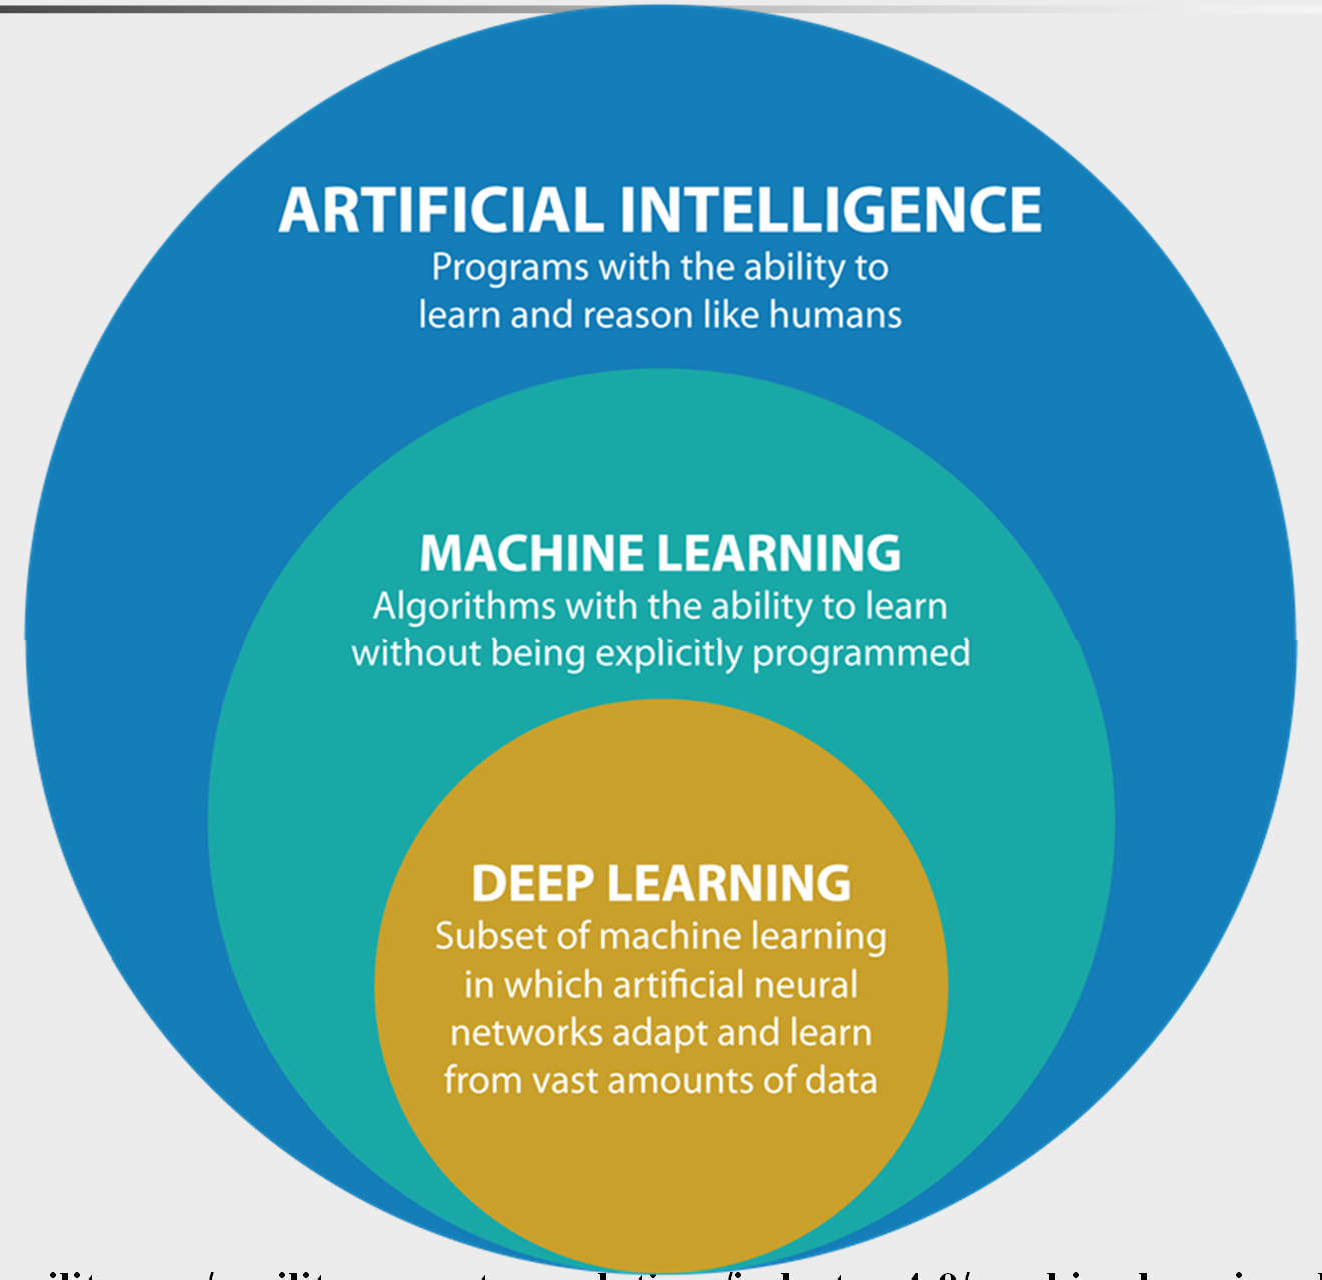 ARTIFICIAL INTELLIGENCE
Programs with the ability to
learn and reason like humans
MACHINE LEARNING
Algorithms with the ability to learn
without being explicitly programmed
DEEP LEARNING
Subset of machine learning
in which artificial neural
networks adapt and learn
from vast amounts of data